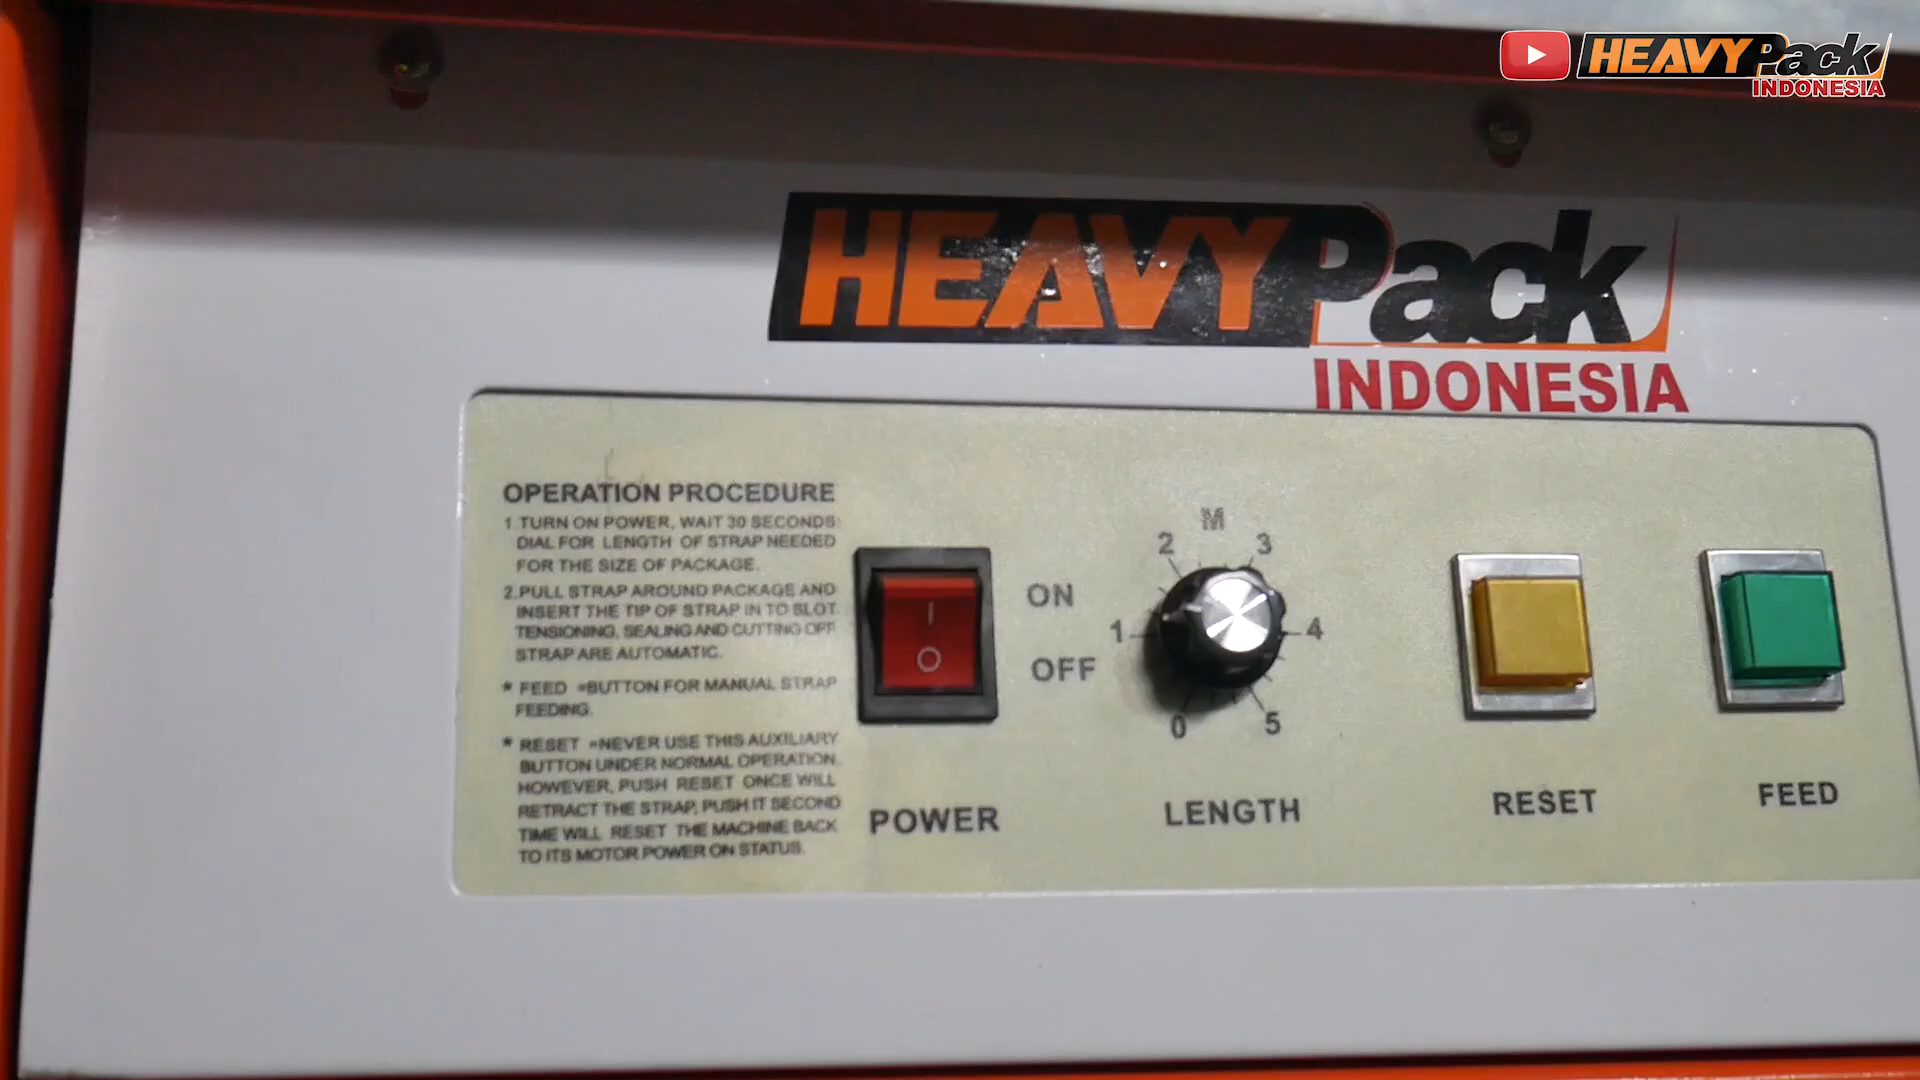 HEAVYPack
INDONESIA
HEAVYPack
INDONESIA
OPERATION PROCEDURE
1.TURN ON POWER, WAIT 30 SECONDS
DIAL FOR LENGTH OF STRAP NEEDED
FOR THE SIZE OF PACKAGE.
2.PULL STRAP AROUND PACKAGE AND
INSERT THE TIP OF STRAP IN TO SLOT
TENSIONING, SEALING AND CUTTING OFF
STRAP ARE AUTOMATIC.
* FEED =BUTTON FOR MANUAL STRAP
FEEDING.
* RESET =NEVER USE THIS AUXILIARY
BUTTON UNDER NORMAL OPERATION.
HOWEVER, PUSH RESET ONCE WILL
RETRACT THE STRAP, PUSH IT SECOND
TIME WILL RESET THE MACHINE BACK
TO ITS MOTOR POWER ON STATUS.
I
O
ON
OFF
POWER
M
2 3
1 4
0 5
LENGTH
RESET
FEED